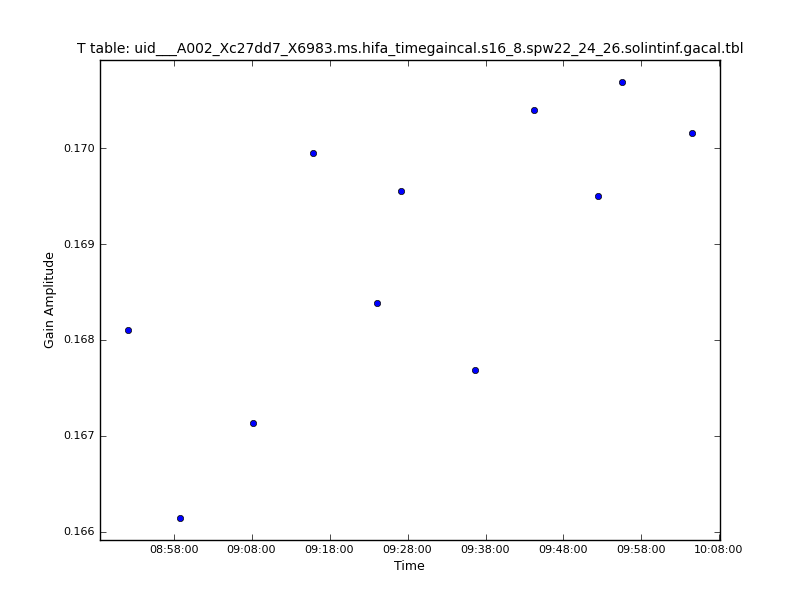 T table: uid___A002_Xc27dd7_X6983.ms.hifa_timegaincal.s16_8.spw22_24_26.solintinf.gacal.tbl
0.170
0.169
0.168
0.167
0.166
Gain Amplitude
08:58:00 09:08:00 09:18:00 09:28:00 09:38:00 09:48:00 09:58:00 10:08:00
Time